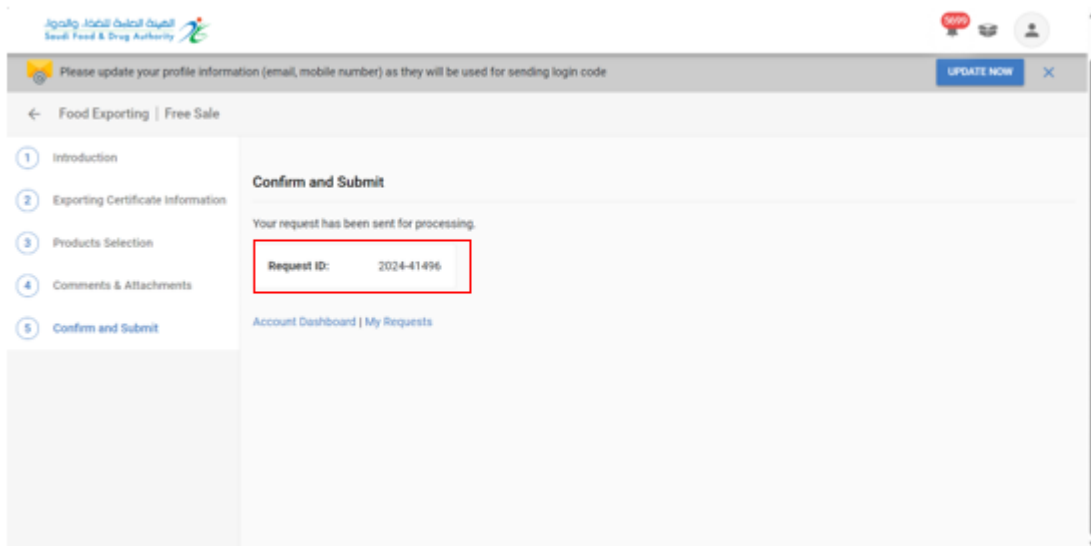 الهيئة العامة للغذاء والدواء
Saudi Food & Drug Authority
5699
Please update your profile information (email, mobile number) as they will be used for sending login code
UPDATE NOW
Food Exporting | Free Sale
1 Introduction
2 Exporting Certificate Information
3 Products Selection
4 Comments & Attachments
5 Confirm and Submit
Confirm and Submit
Your request has been sent for processing.
Request ID: 2024-41496
Account Dashboard | My Requests